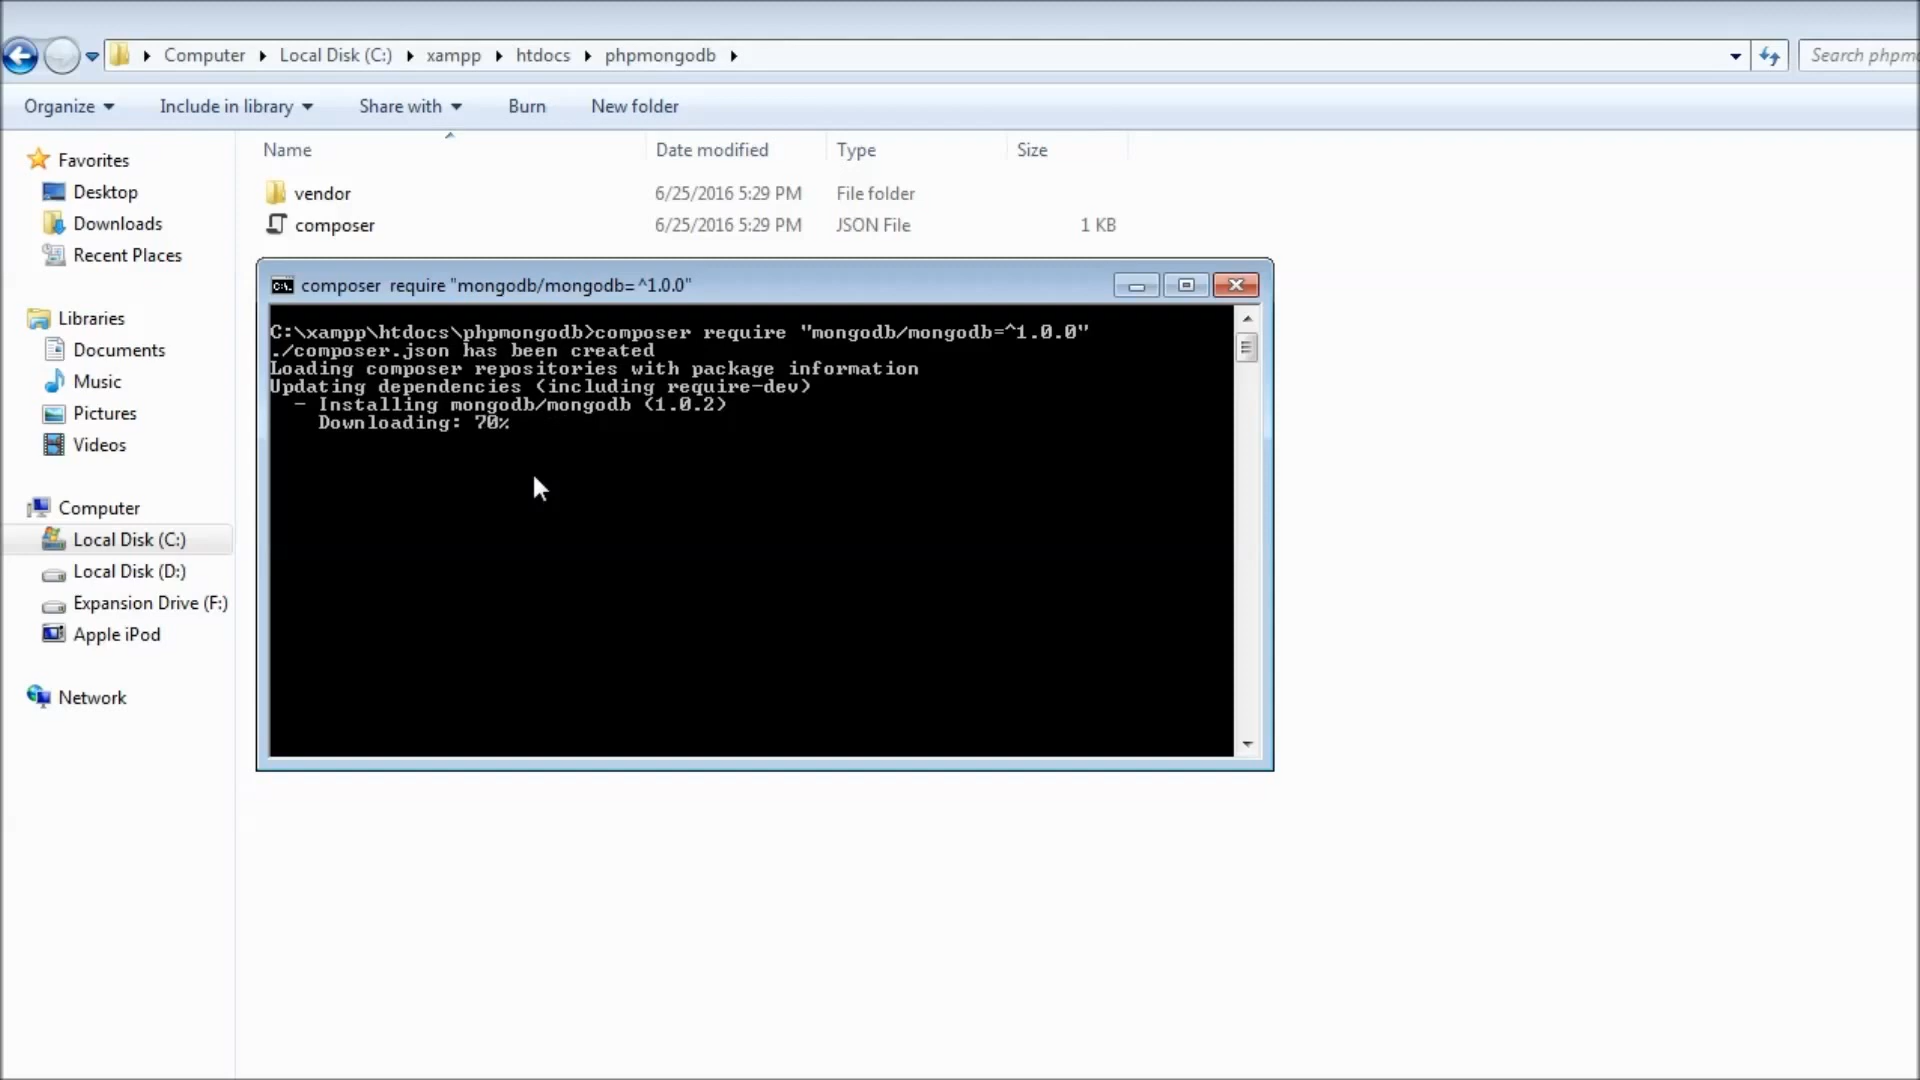 Computer Local Disk (C:) xampp htdocs phpmongodb
Search phpm
Organize Include in library Share with Burn New folder
Name Date modified Type Size
vendor 6/25/2016 5:29 PM File folder
composer 6/25/2016 5:29 PM JSON File 1 KB
Favorites
Desktop
Downloads
Recent Places
Libraries
Documents
Music
Pictures
Videos
Computer
Local Disk (C:)
Local Disk (D:)
Expansion Drive (F:)
Apple iPod
Network
composer require "mongodb/mongodb=^1.0.0"
C:\xampp\htdocs\phpmongodb>composer require "mongodb/mongodb=^1.0.0"
./composer.json has been created
Loading composer repositories with package information
Updating dependencies (including require-dev)
- Installing mongodb/mongodb (1.0.2)
Downloading: 70%